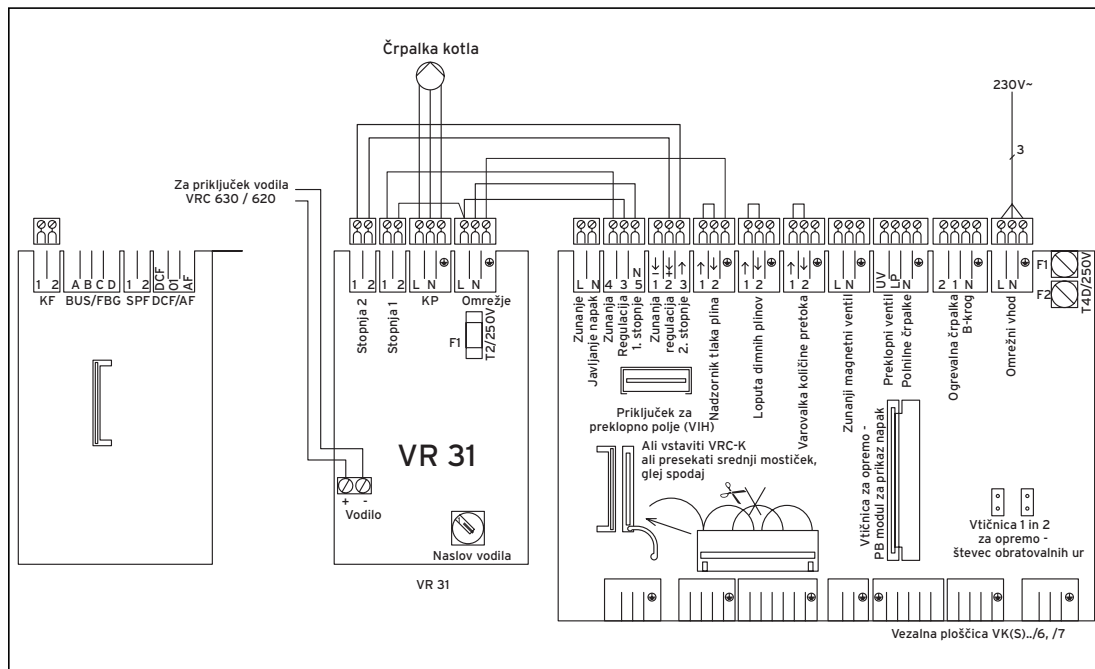 Črpalka kotla
230V~
3
Za priključek vodila
VRC 630 / 620
1 2
KF
A B C D
BUS/FBG
1 2
SPF
DCF
01
AF
DCF/AF
1 2
Stopnja 2
1 2
Stopnja 1
L N
KP
L N
Omrežje
F1
T2/250V
VR 31
+ -
Vodilo
Naslov vodila
VR 31
L N
Zunanje
Javljanje napak
4 3 5
N
Zunanja
Regulacija
1. stopnje
1 2 3
Zunanja
regulacija
2. stopnje
1 2
Nadzornik tlaka plina
1 2
Loputa dimnih plinov
1 2
Varovalka količine pretoka
L N
Zunanji magnetni ventil
UV
LP
N
Preklopni ventil
Polnilne črpalke
2 1 N
Ogrevalna črpalka
B-krog
L N
Omrežni vhod
F1
F2
T4D/250V
Priključek za
preklopno polje (VIH)
Ali vstaviti VRC-K
ali presekati srednji mostiček,
glej spodaj
Vtičnica za opremo -
PB modul za prikaz napak
Vtičnica 1 in 2
za opremo -
števec obratovalnih ur
Vezalna ploščica VK(S)../6, /7